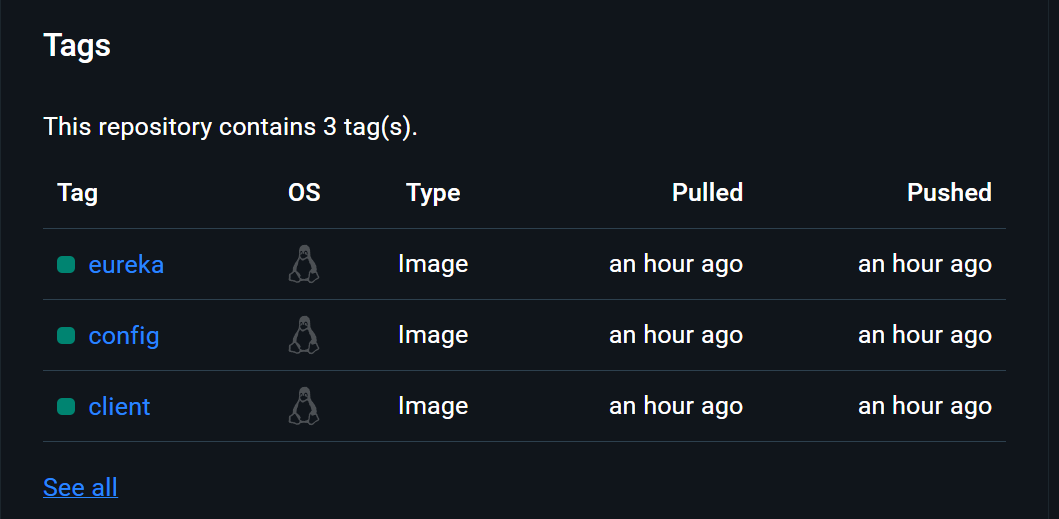 Tags
This repository contains 3 tag(s).
Tag OS Type Pulled Pushed
eureka Image an hour ago an hour ago
config Image an hour ago an hour ago
client Image an hour ago an hour ago
See all